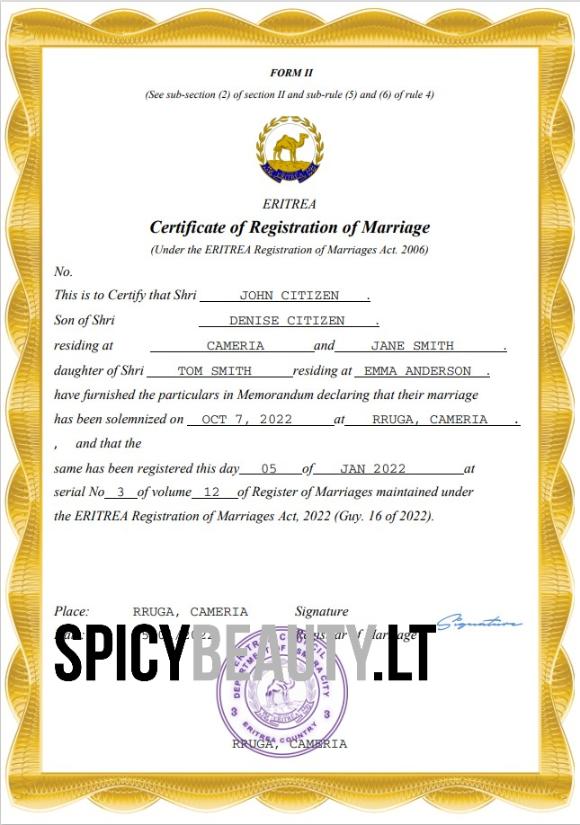 FORM II
(See sub-section (2) of section II and sub-rule (5) and (6) of rule 4)
ERITREA
Certificate of Registration of Marriage
(Under the ERITREA Registration of Marriages Act. 2006)
No.
This is to Certify that Shri JOHN CITIZEN .
Son of Shri DENISE CITIZEN .
residing at CAMERIA and JANE SMITH .
daughter of Shri TOM SMITH residing at EMMA ANDERSON .
have furnished the particulars in Memorandum declaring that their marriage
has been solemnized on OCT 7, 2022 at RRUGA, CAMERIA .
, and that the
same has been registered this day 05 of JAN 2022 at
serial No 3 of volume 12 of Register of Marriages maintained under
the ERITREA Registration of Marriages Act, 2022 (Guy. 16 of 2022).
Place: RRUGA, CAMERIA Signature
Signature
Registrar of Marriage
SPICYBEAUTY.LT
3 3
ERITREA COUNTRY
RRUGA, CAMERIA